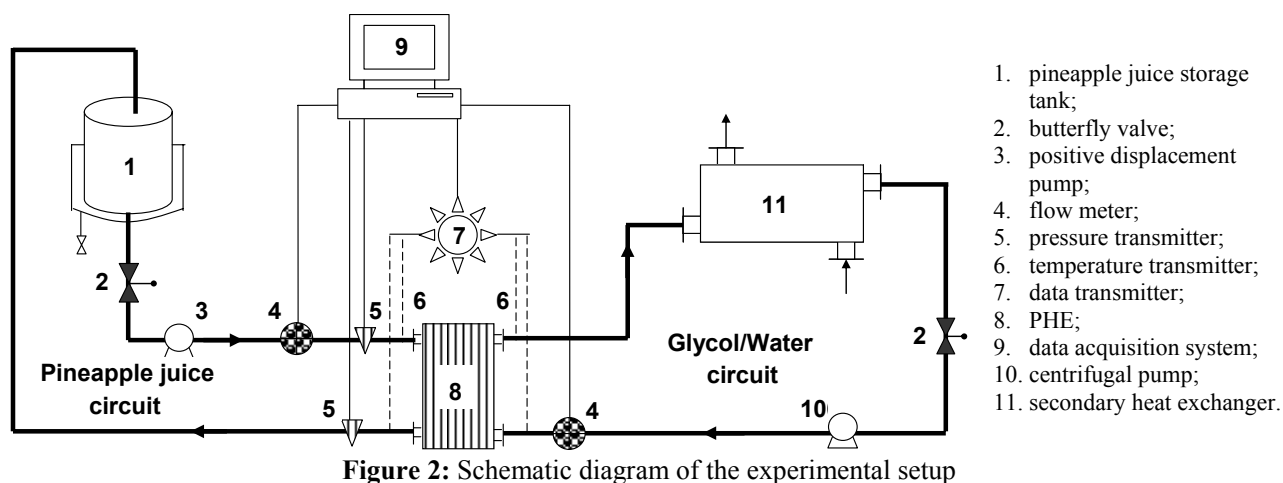 9
1
2
3
4
5
6
7
6
11
2
Pineapple juice
circuit
Glycol/Water
circuit
5
8
4
10
1. pineapple juice storage
tank;
2. butterfly valve;
3. positive displacement
pump;
4. flow meter;
5. pressure transmitter;
6. temperature transmitter;
7. data transmitter;
8. PHE;
9. data acquisition system;
10. centrifugal pump;
11. secondary heat exchanger.
Figure 2: Schematic diagram of the experimental setup